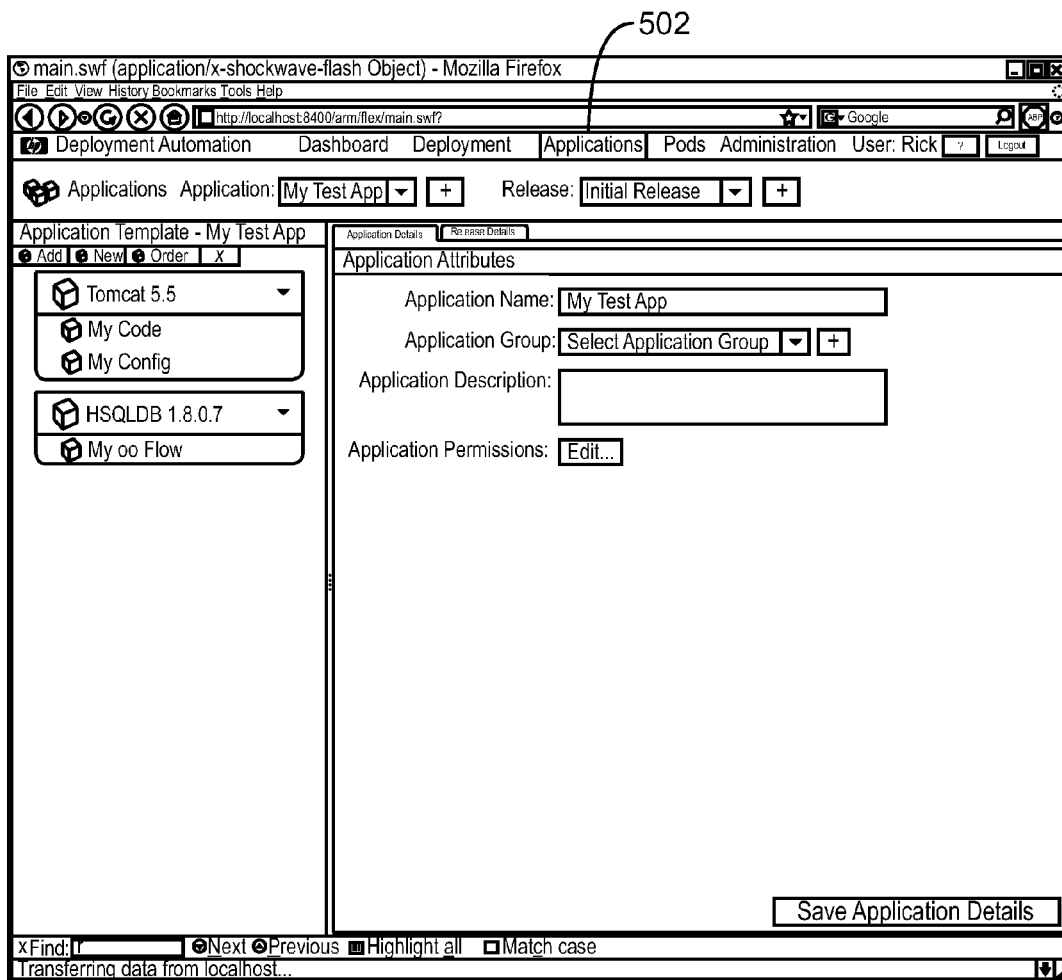 502
main.swf (application/x-shockwave-flash Object) - Mozilla Firefox
File Edit View History Bookmarks Tools Help
http://localhost:8400/arm/flex/main.swf? G Google ABP
hp Deployment Automation Dashboard Deployment Applications Pods Administration User: Rick ? Logout
Applications Application: My Test App + Release: Initial Release +
Application Template - My Test App
Application Details Release Details
Add New Order X
Application Attributes
Tomcat 5.5
My Code
My Config
HSQLDB 1.8.0.7
My oo Flow
Application Name: My Test App
Application Group: Select Application Group +
Application Description:
Application Permissions: Edit...
Save Application Details
x Find: r Next Previous Highlight all Match case
Transferring data from localhost...